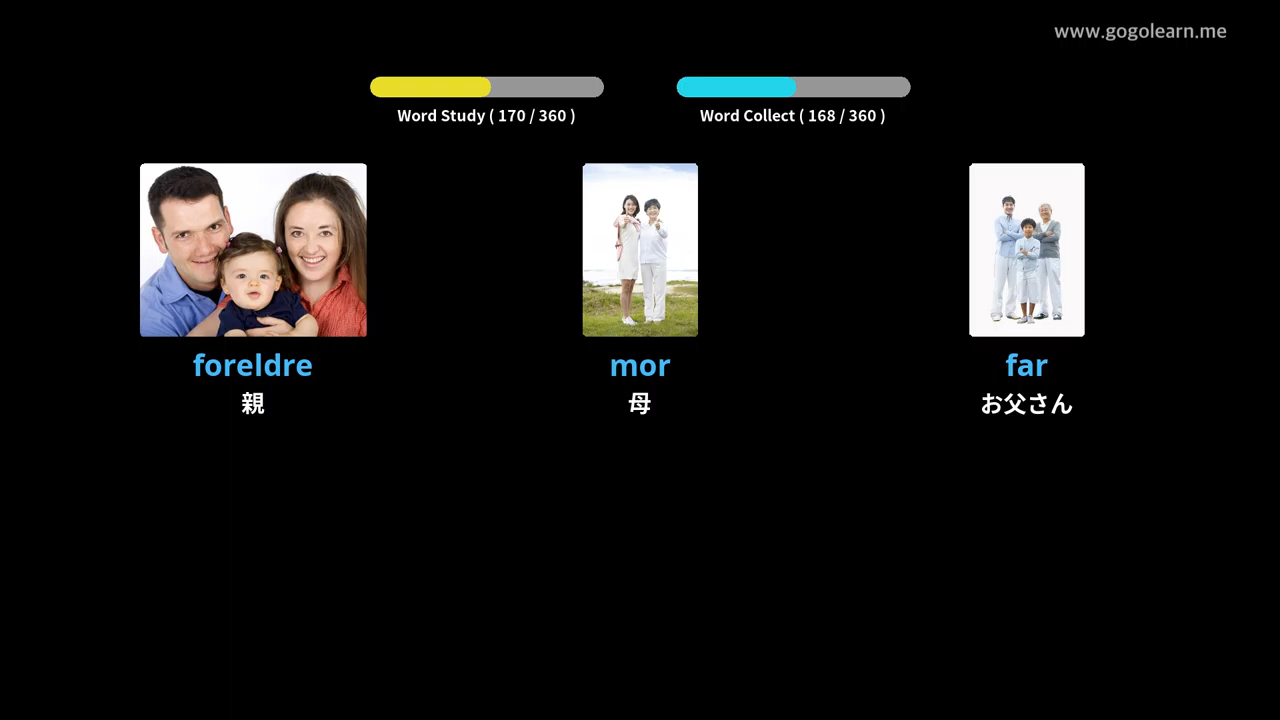 www.gogolearn.me
Word Study ( 170 / 360 )
Word Collect ( 168 / 360 )
foreldre
mor
far
親
母
お父さん